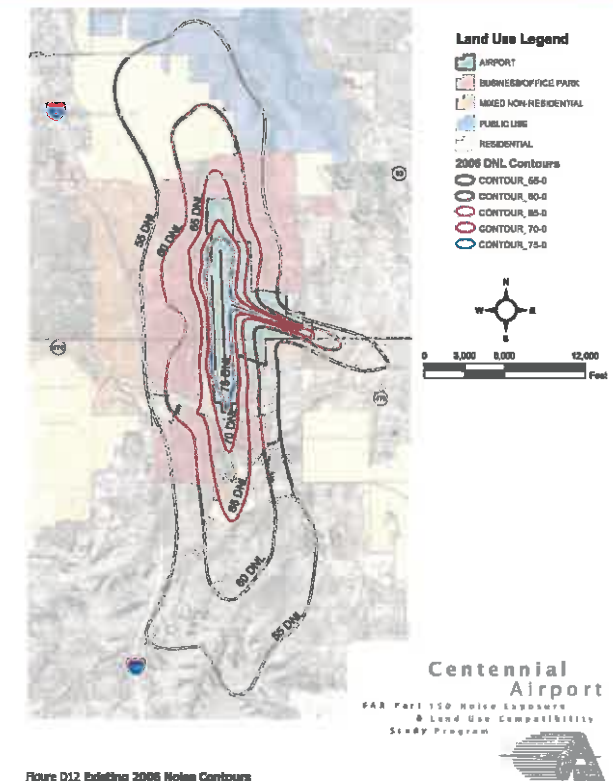 Land Use Legend
AIRPORT
BUSINESS/OFFICE PARK
MIXED NON-RESIDENTIAL
PUBLIC USE
RESIDENTIAL
2006 DNL Contours
CONTOUR_55-0
CONTOUR_60-0
CONTOUR_65-0
CONTOUR_70-0
CONTOUR_75-0
N
W
E
S
0 3,000 6,000 12,000
Feet
55 DNL
60 DNL
65 DNL
75 DNL
70 DNL
65 DNL
60 DNL
55 DNL
Centennial
Airport
FAR Part 150 Noise Exposure
& Land Use Compatibility
Study Program
Figure D12 Existing 2006 Noise Contours